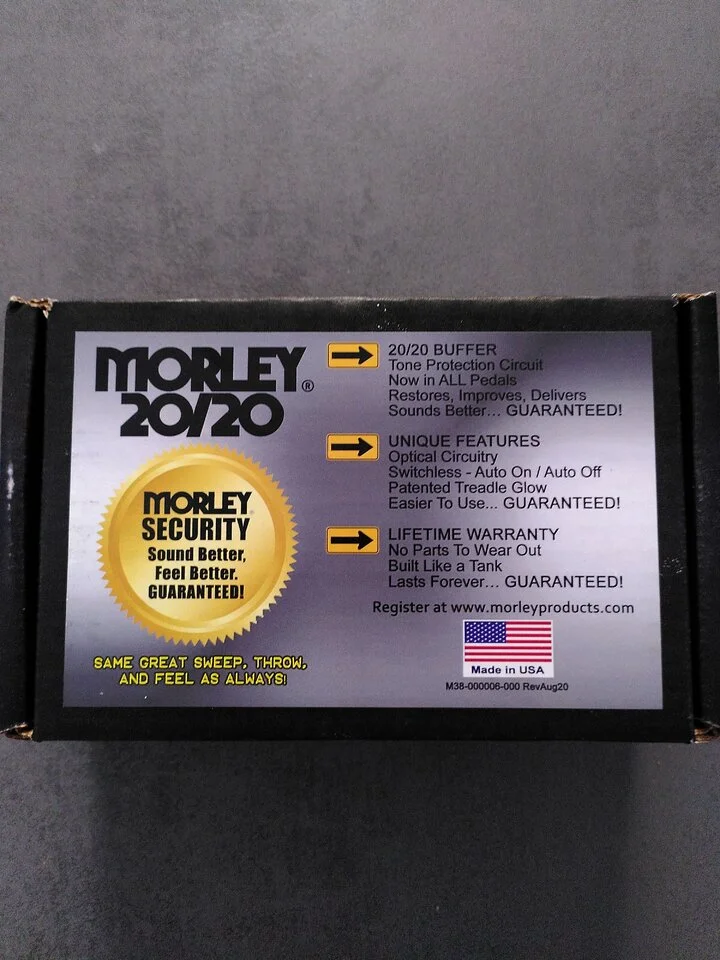 MORLEY®
20/20
MORLEY
SECURITY
Sound Better,
Feel Better.
GUARANTEED!
SAME GREAT SWEEP, THROW,
AND FEEL AS ALWAYS!
20/20 BUFFER
Tone Protection Circuit
Now in ALL Pedals
Restores, Improves, Delivers
Sounds Better... GUARANTEED!
UNIQUE FEATURES
Optical Circuitry
Switchless - Auto On / Auto Off
Patented Treadle Glow
Easier To Use... GUARANTEED!
LIFETIME WARRANTY
No Parts To Wear Out
Built Like a Tank
Lasts Forever... GUARANTEED!
Register at www.morleyproducts.com
Made in USA
M38-000006-000 RevAug20